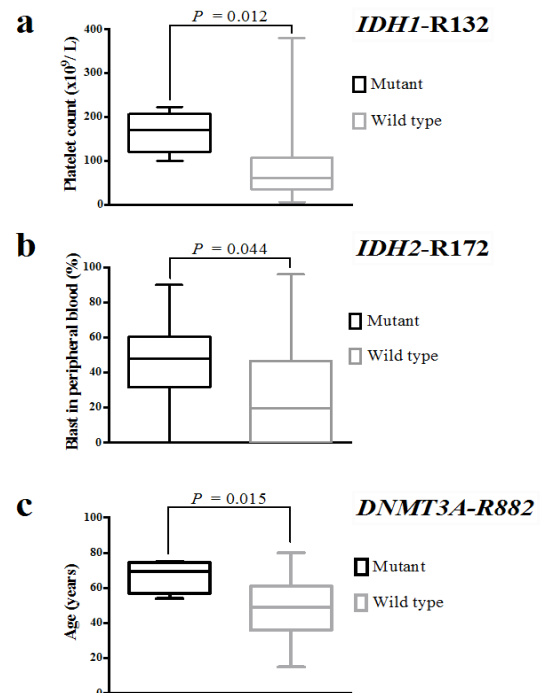 a
P = 0.012
IDH1-R132
Platelet count (x10⁹/ L)
400
300
200
100
0
Mutant
Wild type
b
P = 0.044
IDH2-R172
Blast in peripheral blood (%)
100
80
60
40
20
0
Mutant
Wild type
c
P = 0.015
DNMT3A-R882
Age (years)
100
80
60
40
20
0
Mutant
Wild type